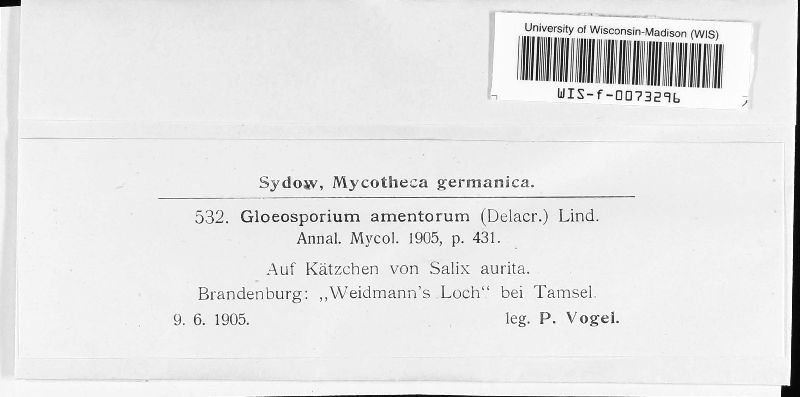 University of Wisconsin-Madison (WIS)
WIS-f-0073296
Sydow, Mycotheca germanica.
532. Gloeosporium amentorum (Delacr.) Lind.
Annal. Mycol. 1905, p. 431.
Auf Kätzchen von Salix aurita.
Brandenburg: „Weidmann's Loch“ bei Tamsel.
9. 6. 1905. leg. P. Vogel.